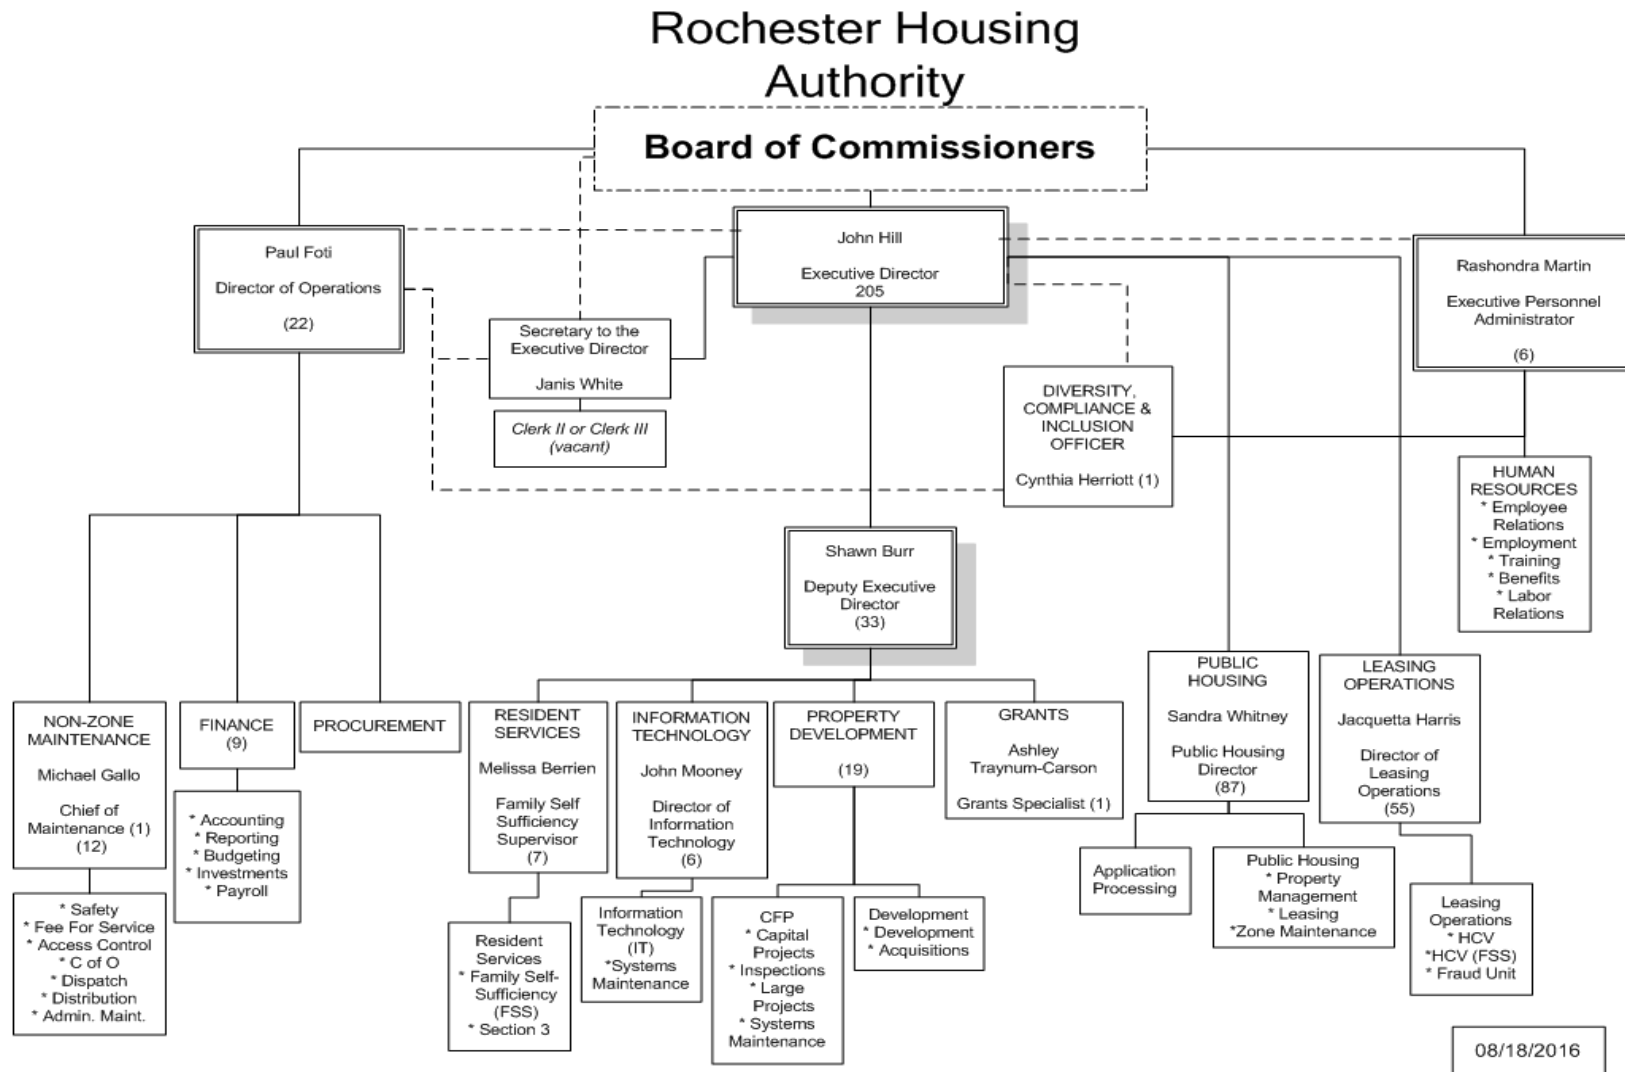 Rochester Housing
Authority
Board of Commissioners
Paul Foti
Director of Operations
(22)
John Hill
Executive Director
205
Rashondra Martin
Executive Personnel
Administrator
(6)
Secretary to the
Executive Director
Janis White
Clerk II or Clerk III
(vacant)
DIVERSITY,
COMPLIANCE &
INCLUSION
OFFICER
Cynthia Herriott (1)
HUMAN
RESOURCES
* Employee
Relations
* Employment
* Training
* Benefits
* Labor
Relations
Shawn Burr
Deputy Executive
Director
(33)
NON-ZONE
MAINTENANCE
Michael Gallo
Chief of
Maintenance (1)
(12)
FINANCE
(9)
PROCUREMENT
RESIDENT
SERVICES
Melissa Berrien
Family Self
Sufficiency
Supervisor
(7)
INFORMATION
TECHNOLOGY
John Mooney
Director of
Information
Technology
(6)
PROPERTY
DEVELOPMENT
(19)
GRANTS
Ashley
Traynum-Carson
Grants Specialist (1)
PUBLIC
HOUSING
Sandra Whitney
Public Housing
Director
(87)
LEASING
OPERATIONS
Jacquetta Harris
Director of
Leasing
Operations
(55)
* Safety
* Fee For Service
* Access Control
* C of O
* Dispatch
* Distribution
* Admin. Maint.
* Accounting
* Reporting
* Budgeting
* Investments
* Payroll
Resident
Services
* Family Self-
Sufficiency
(FSS)
* Section 3
Information
Technology
(IT)
*Systems
Maintenance
CFP
* Capital
Projects
* Inspections
* Large
Projects
* Systems
Maintenance
Development
* Development
* Acquisitions
Application
Processing
Public Housing
* Property
Management
* Leasing
*Zone Maintenance
Leasing
Operations
* HCV
*HCV (FSS)
* Fraud Unit
08/18/2016